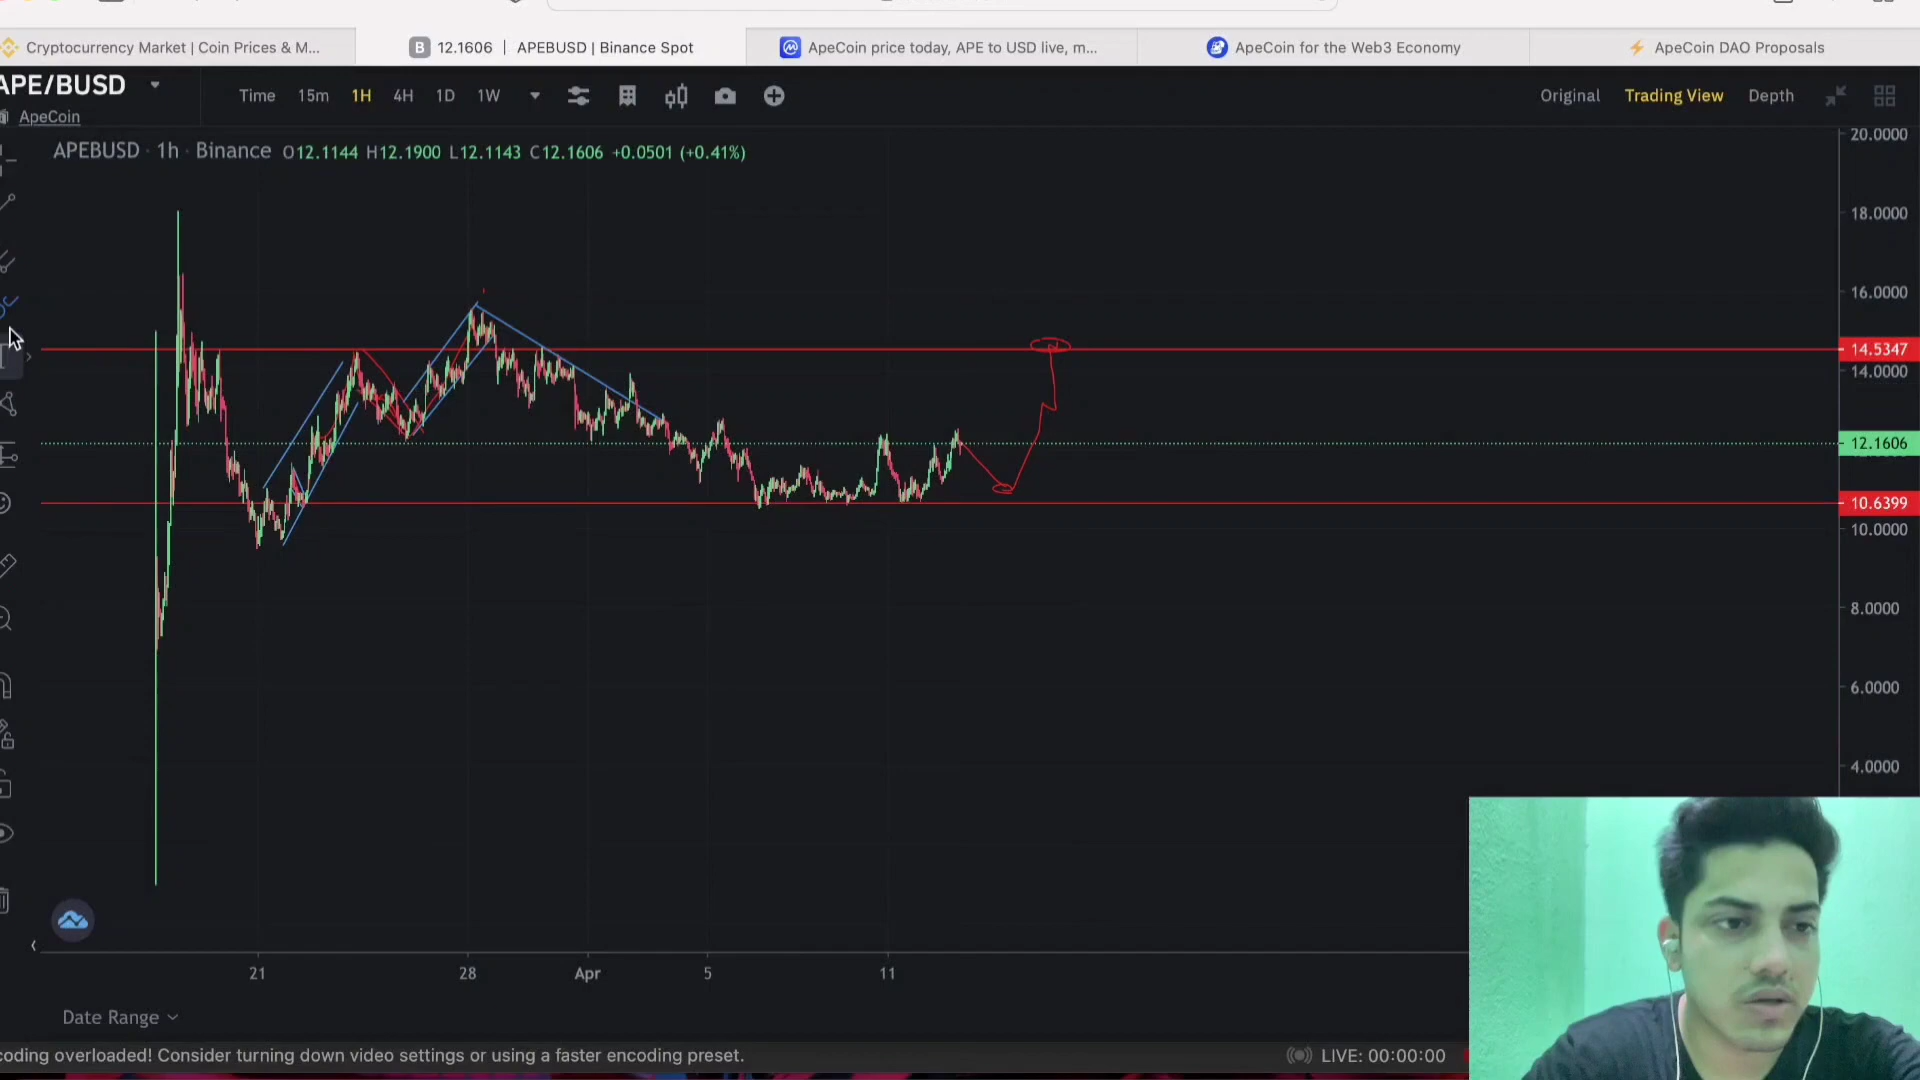 Cryptocurrency Market | Coin Prices & M...
B 12.1606 | APEBUSD | Binance Spot
ApeCoin price today, APE to USD live, m...
ApeCoin for the Web3 Economy
ApeCoin DAO Proposals
APE/BUSD
ApeCoin
Time 15m 1H 4H 1D 1W
Original Trading View Depth
APEBUSD · 1h · Binance O12.1144 H12.1900 L12.1143 C12.1606 +0.0501 (+0.41%)
20.0000
18.0000
16.0000
14.5347
14.0000
12.1606
10.6399
10.0000
8.0000
6.0000
4.0000
21 28 Apr 5 11
Date Range
coding overloaded! Consider turning down video settings or using a faster encoding preset.
LIVE: 00:00:00